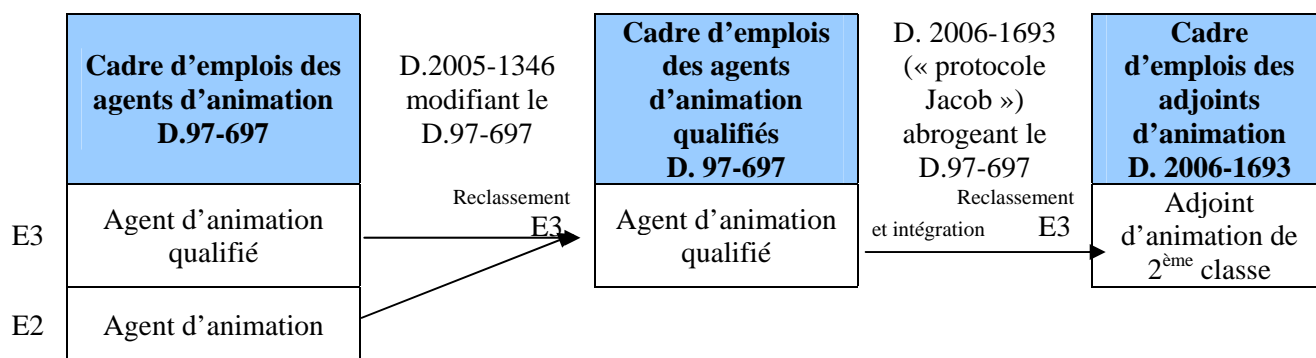 Cadre d’emplois des
agents d’animation
D.97-697
D.2005-1346
modifiant le
D.97-697
Cadre d’emplois
des agents
d’animation
qualifiés
D. 97-697
D. 2006-1693
(« protocole
Jacob »)
abrogeant le
D.97-697
Cadre
d’emplois des
adjoints
d’animation
D. 2006-1693
E3
Agent d’animation
qualifié
Reclassement
E3
Agent d’animation
qualifié
Reclassement
et intégration
E3
Adjoint
d’animation de
2ème classe
E2
Agent d’animation